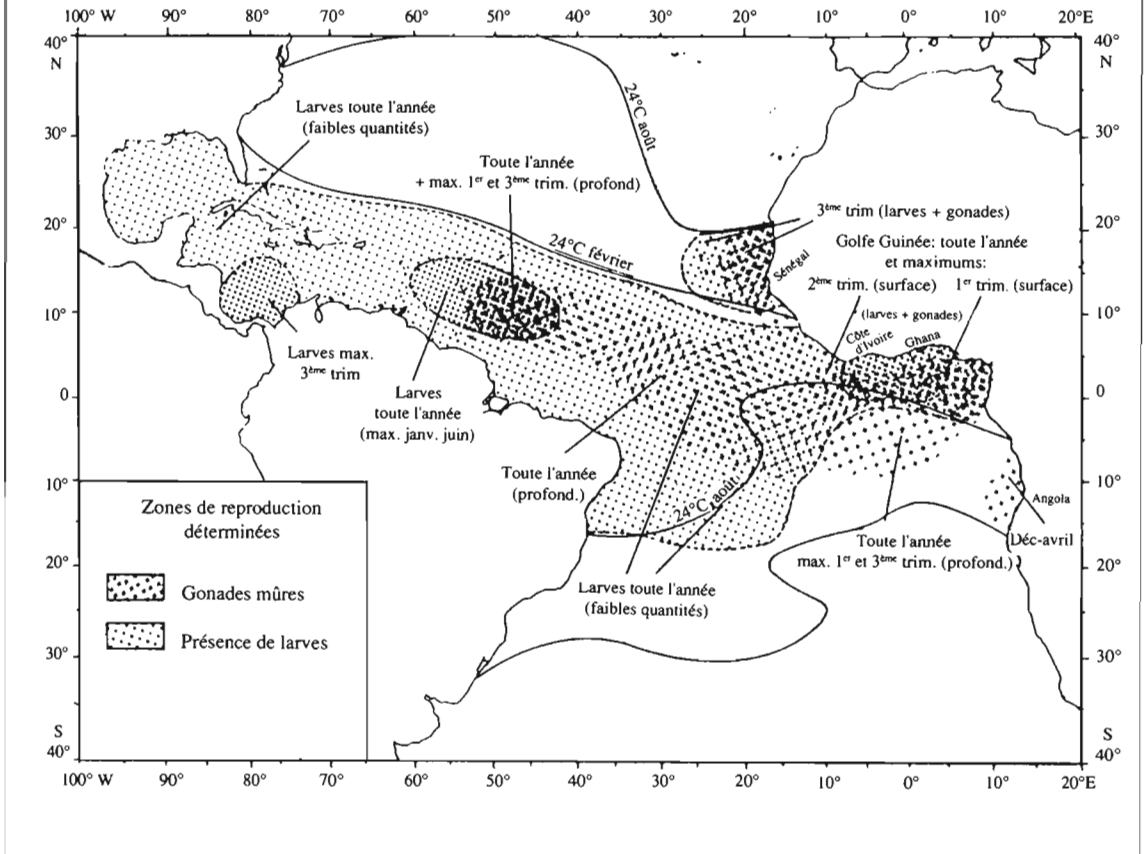 100° W 90° 80° 70° 60° 50° 40° 30° 20° 10° 0° 10° 20°E
40°
N
30°
20°
10°
0
10°
20°
30°
S
40°
40°
N
30°
20°
10°
0
10°
20°
30°
S
40°
Larves toute l'année
(faibles quantités)
Toute l'année
+ max. 1er et 3ème trim. (profond)
24°C août
24°C février
3ème trim (larves + gonades)
Sénégal
Golfe Guinée: toute l'année
et maximums:
2ème trim. (surface) 1er trim. (surface)
(larves + gonades)
Côte
d'Ivoire
Ghana
Larves max.
3ème trim
Larves
toute l'année
(max. janv. juin)
Toute l'année
(profond.)
24°C août
Angola
Déc-avril
Toute l'année
max. 1er et 3ème trim. (profond.)
Larves toute l'année
(faibles quantités)
Zones de reproduction
déterminées
Gonades mûres
Présence de larves
100° W 90° 80° 70° 60° 50° 40° 30° 20° 10° 0° 10° 20°E